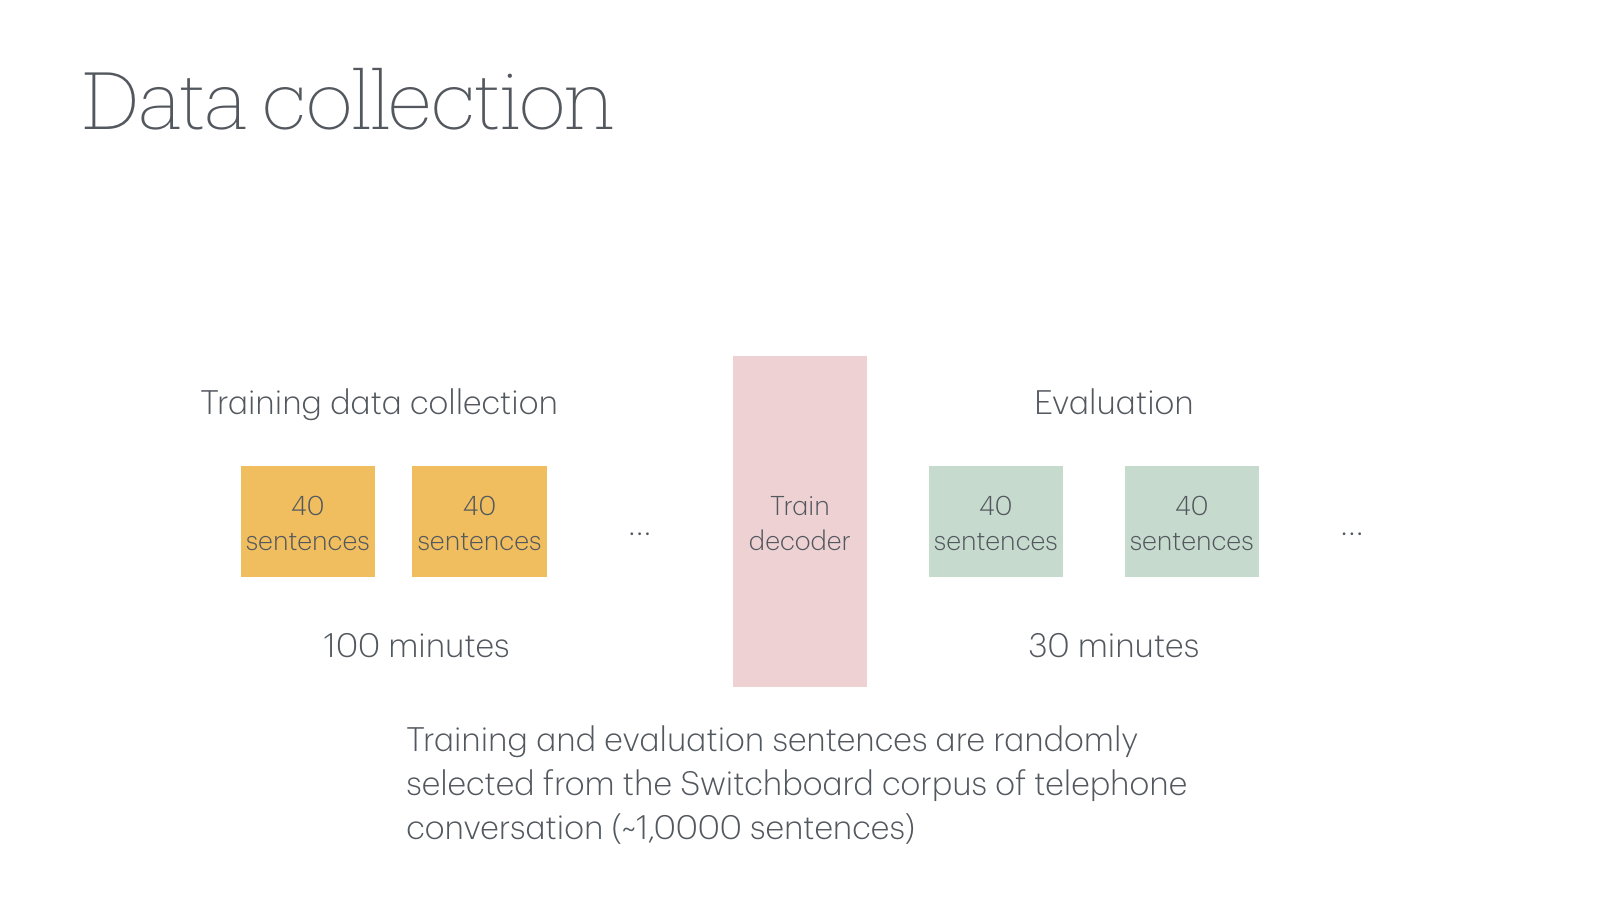 Data collection
Training data collection
Evaluation
40
sentences
40
sentences
...
Train
decoder
40
sentences
40
sentences
...
100 minutes
30 minutes
Training and evaluation sentences are randomly
selected from the Switchboard corpus of telephone
conversation (~1,0000 sentences)